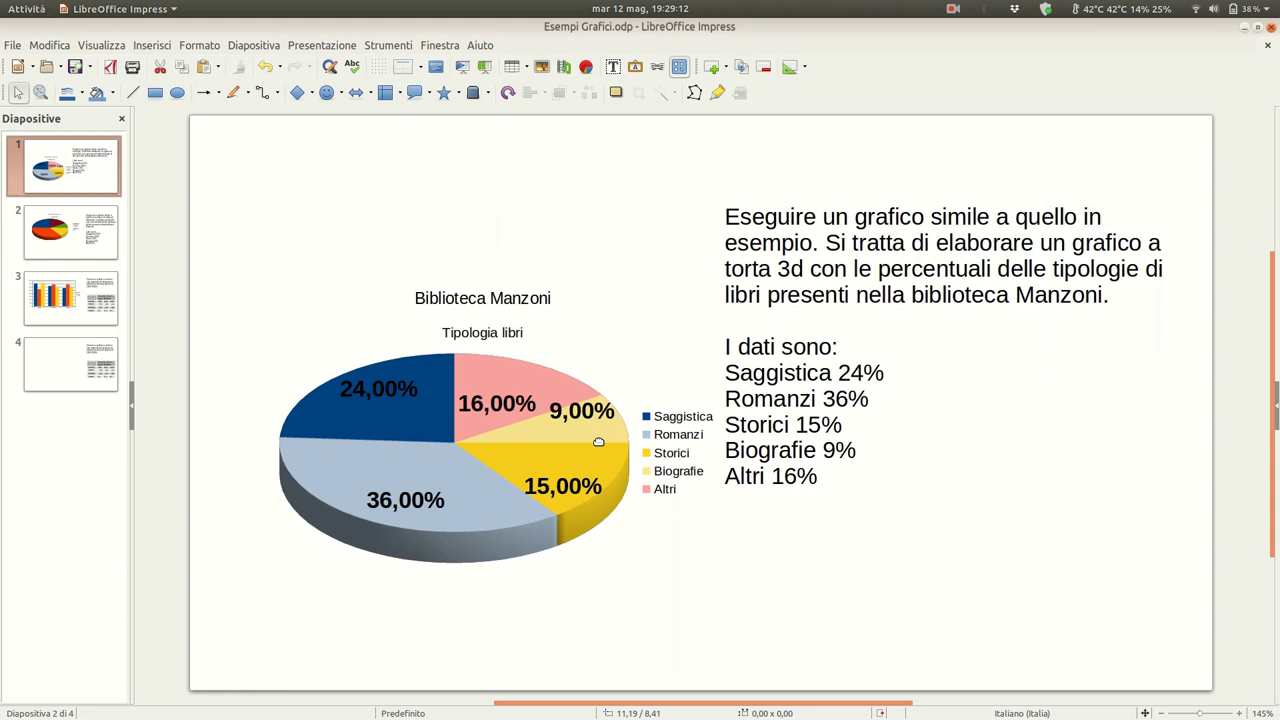 Attività
LibreOffice Impress
mar 12 mag, 19:29:12
42°C 42°C 14% 25%
38%
Esempi Grafici.odp - LibreOffice Impress
File Modifica Visualizza Inserisci Formato Diapositiva Presentazione Strumenti Finestra Aiuto
Diapositive
1
2
3
4
Biblioteca Manzoni
Tipologia libri
24,00%
16,00%
9,00%
36,00%
15,00%
Saggistica
Romanzi
Storici
Biografie
Altri
Eseguire un grafico simile a quello in
esempio. Si tratta di elaborare un grafico a
torta 3d con le percentuali delle tipologie di
libri presenti nella biblioteca Manzoni.
I dati sono:
Saggistica 24%
Romanzi 36%
Storici 15%
Biografie 9%
Altri 16%
Diapositiva 2 di 4
Predefinito
11,19 / 8,41
0,00 x 0,00
Italiano (Italia)
145%